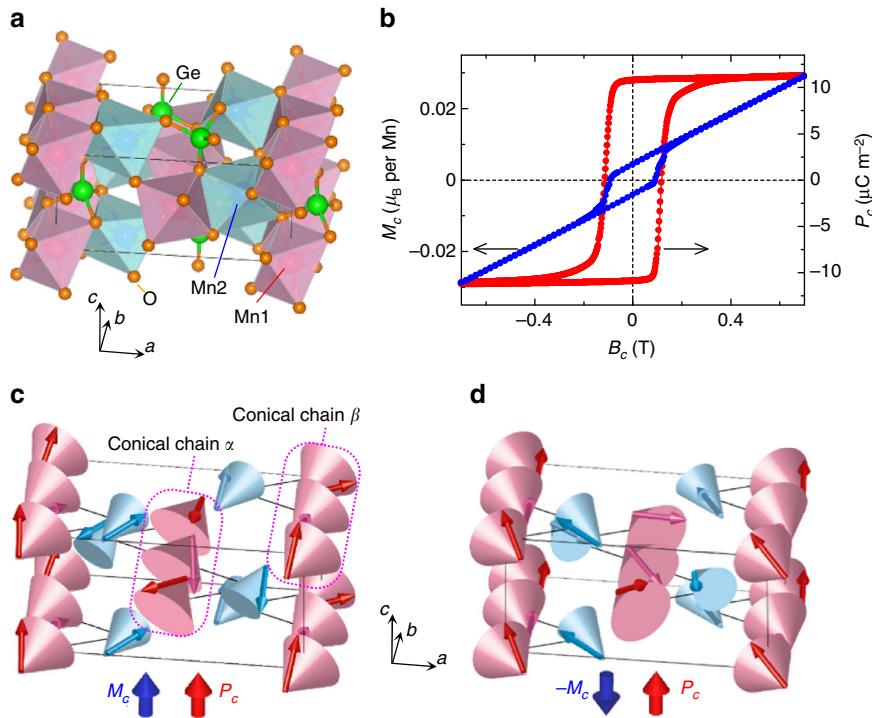 a
Ge
Mn2
O
Mn1
c
b
a
b
M_c (μ_B per Mn)
0.02
0
−0.02
10
5
0
−5
−10
P_c (μC m⁻²)
−0.4
0
0.4
B_c (T)
c
Conical chain α
Conical chain β
M_c
P_c
c
b
a
d
−M_c
P_c